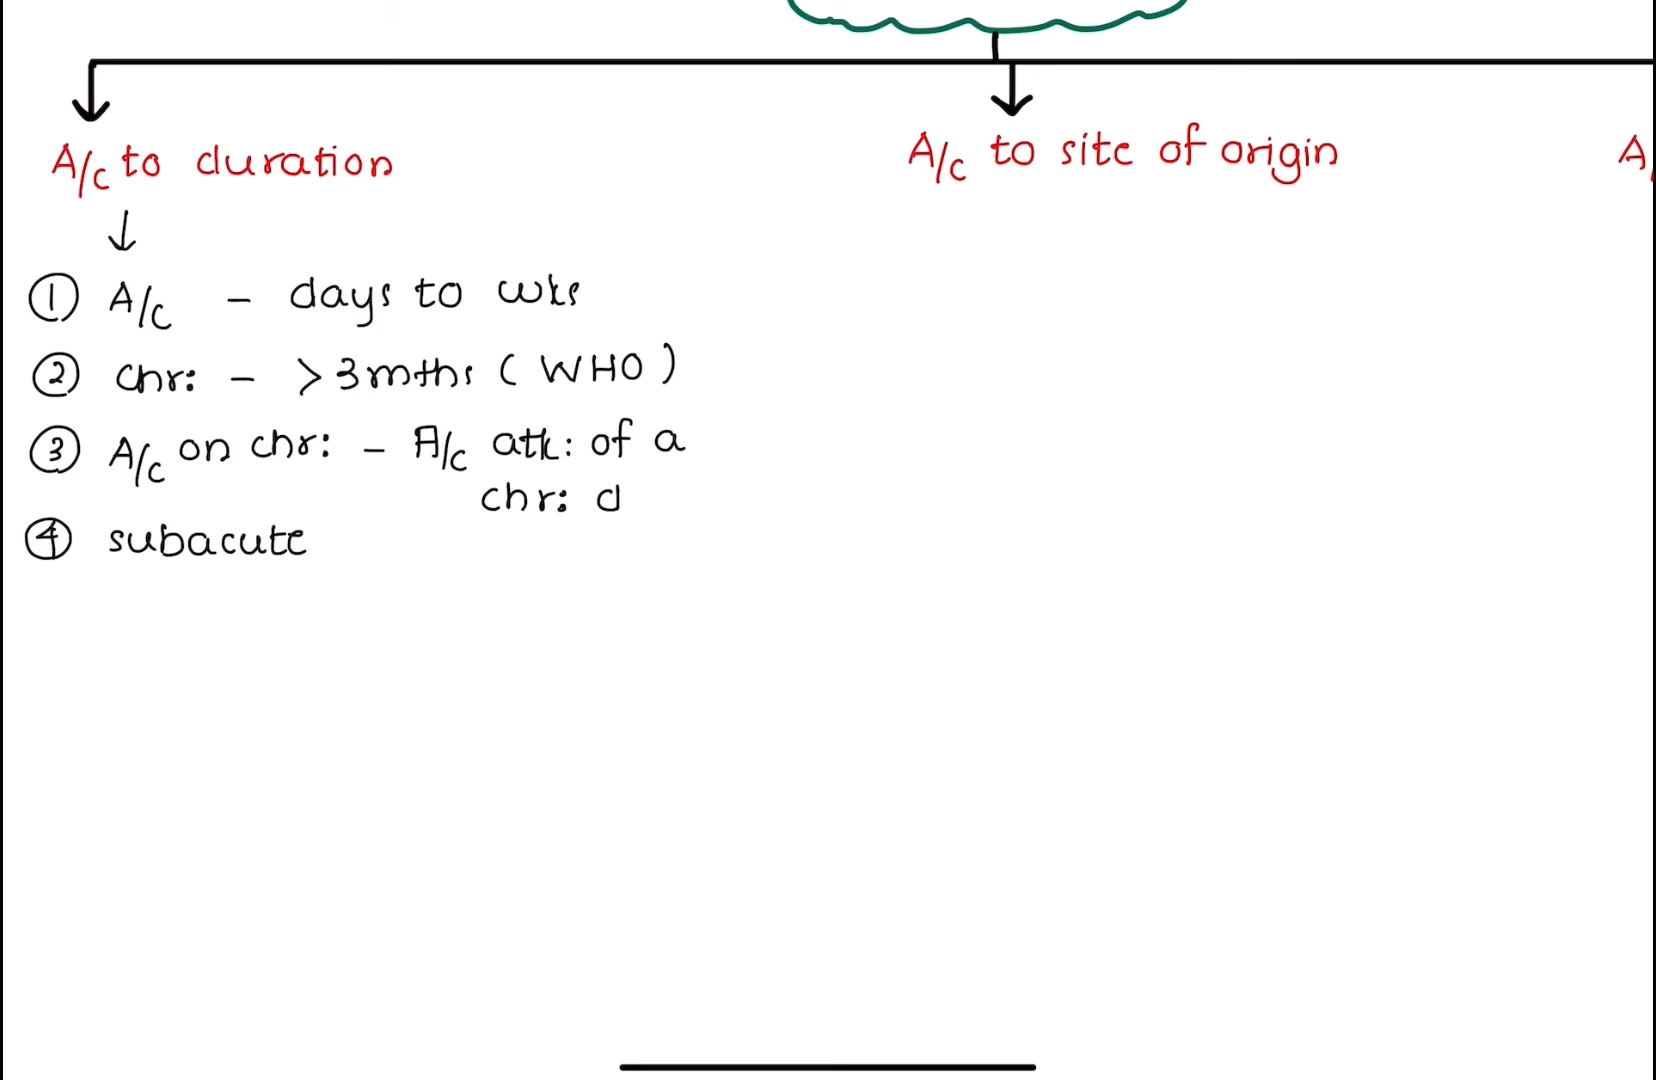 A/c to duration
A/c to site of origin
A/
↓
① A/c - days to wks
② chr: - >3mths (WHO)
③ A/c on chr: - A/c atk: of a
chr: d
④ subacute